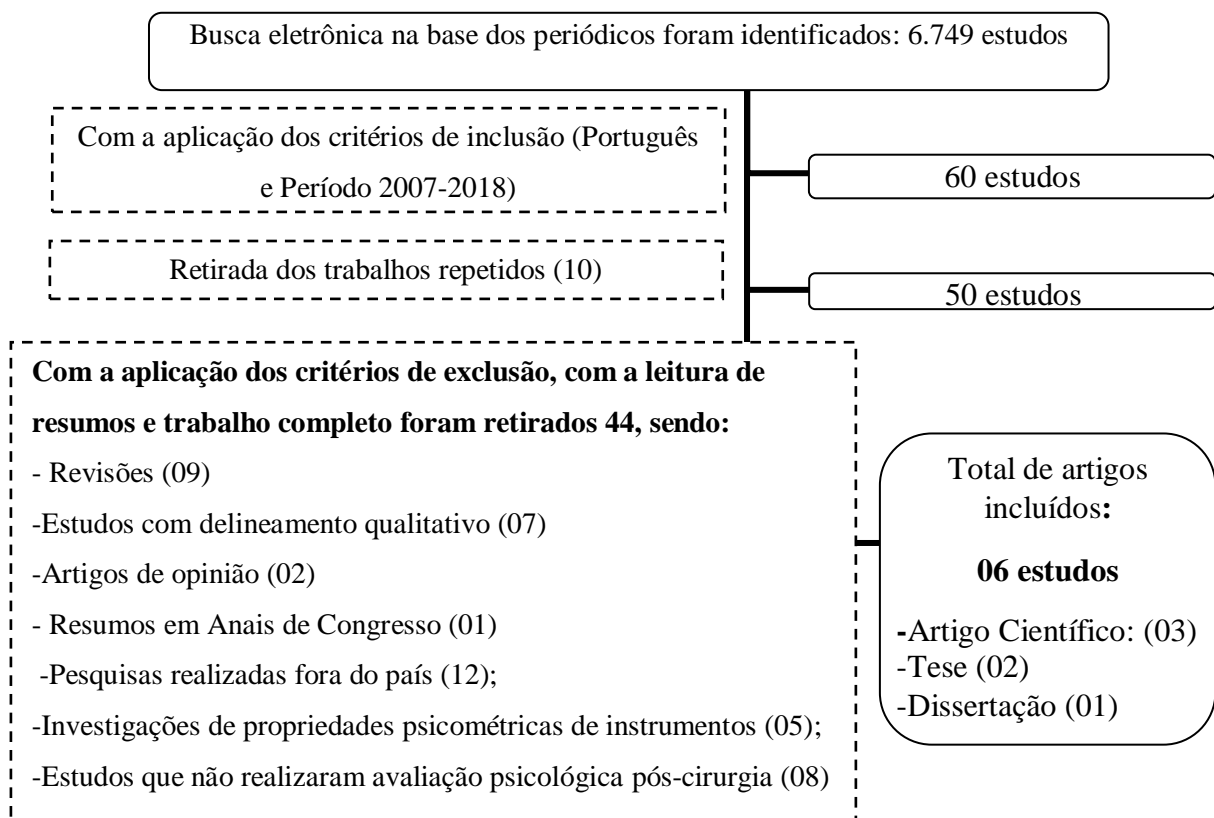 Busca eletrônica na base dos periódicos foram identificados: 6.749 estudos
Com a aplicação dos critérios de inclusão (Português
e Período 2007-2018)
60 estudos
Retirada dos trabalhos repetidos (10)
50 estudos
Com a aplicação dos critérios de exclusão, com a leitura de
resumos e trabalho completo foram retirados 44, sendo:
- Revisões (09)
-Estudos com delineamento qualitativo (07)
-Artigos de opinião (02)
- Resumos em Anais de Congresso (01)
-Pesquisas realizadas fora do país (12);
-Investigações de propriedades psicométricas de instrumentos (05);
-Estudos que não realizaram avaliação psicológica pós-cirurgia (08)
Total de artigos
incluídos:
06 estudos
-Artigo Científico: (03)
-Tese (02)
-Dissertação (01)